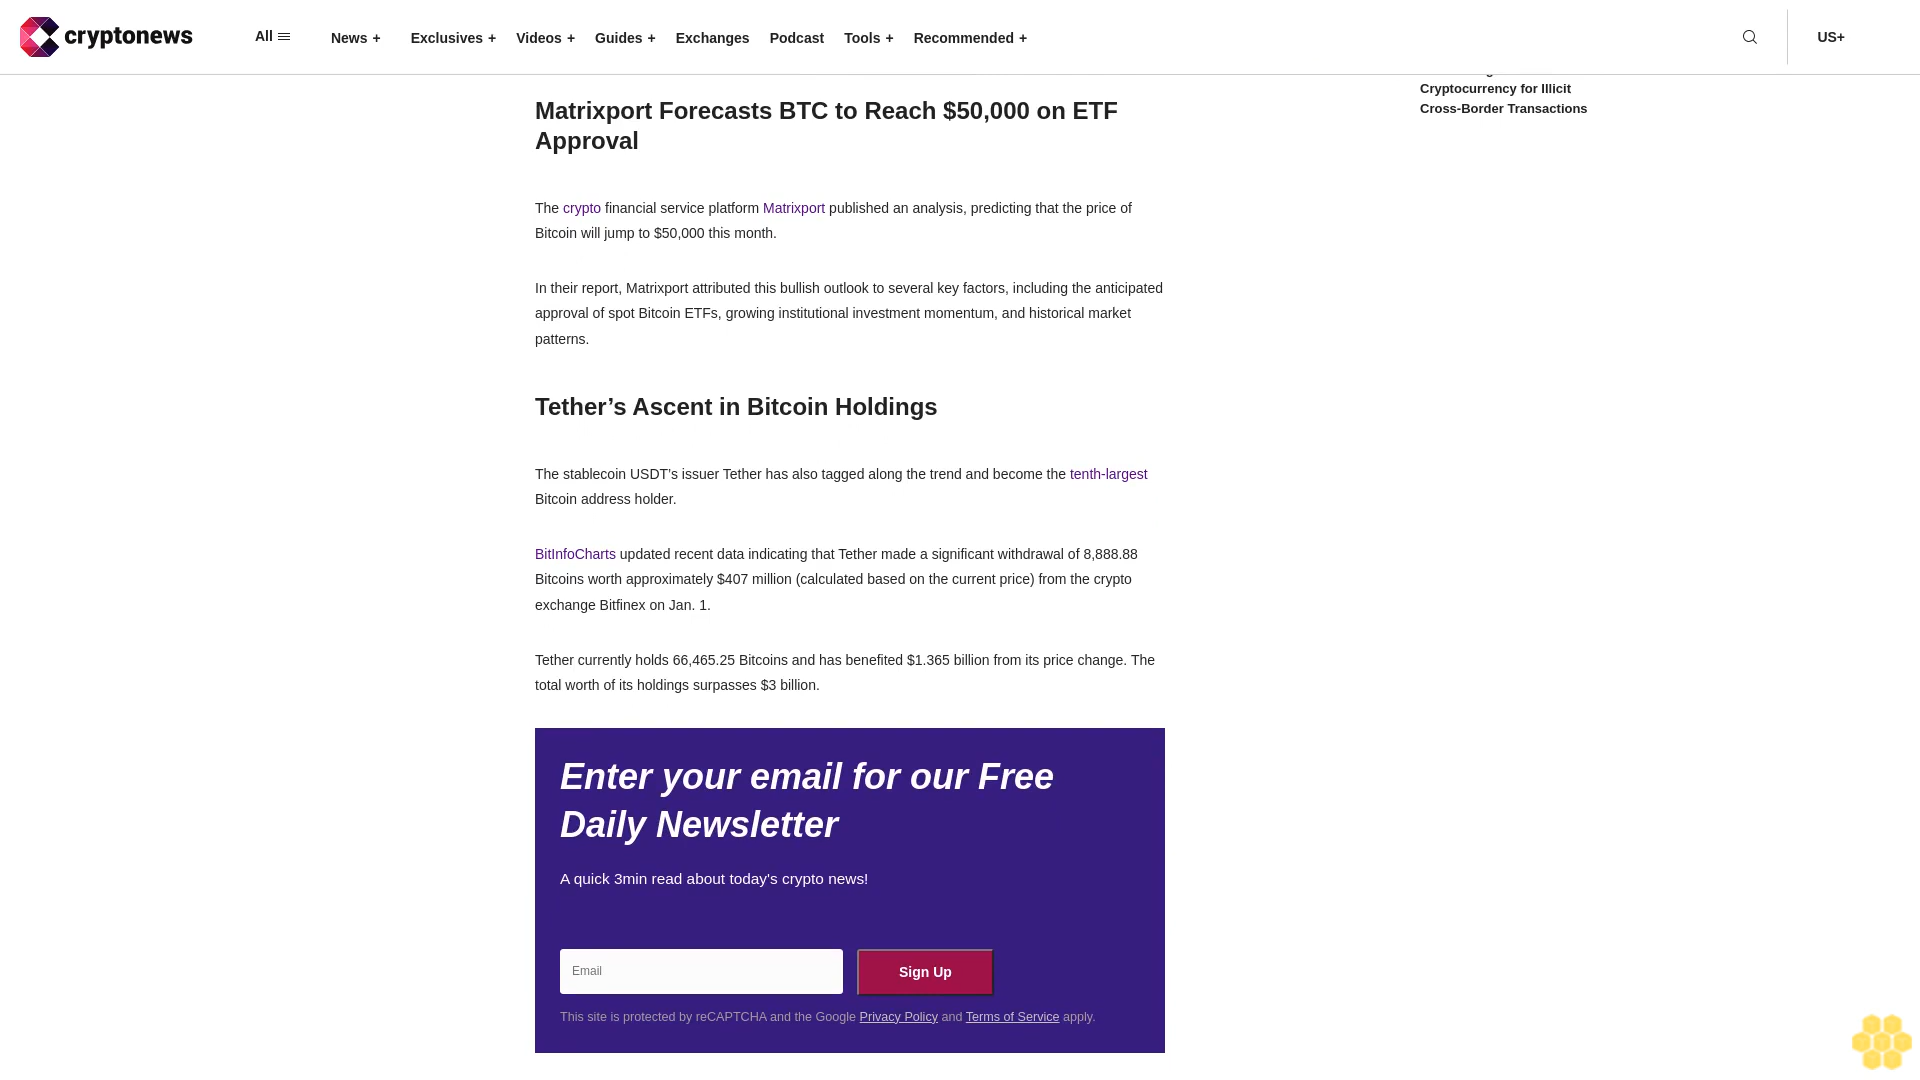 cryptonews
All
News +
Exclusives +
Videos +
Guides +
Exchanges
Podcast
Tools +
Recommended +
US+
Cryptocurrency for Illicit
Cross-Border Transactions
Matrixport Forecasts BTC to Reach $50,000 on ETF
Approval
The crypto financial service platform Matrixport published an analysis, predicting that the price of
Bitcoin will jump to $50,000 this month.
In their report, Matrixport attributed this bullish outlook to several key factors, including the anticipated
approval of spot Bitcoin ETFs, growing institutional investment momentum, and historical market
patterns.
Tether’s Ascent in Bitcoin Holdings
The stablecoin USDT’s issuer Tether has also tagged along the trend and become the tenth-largest
Bitcoin address holder.
BitInfoCharts updated recent data indicating that Tether made a significant withdrawal of 8,888.88
Bitcoins worth approximately $407 million (calculated based on the current price) from the crypto
exchange Bitfinex on Jan. 1.
Tether currently holds 66,465.25 Bitcoins and has benefited $1.365 billion from its price change. The
total worth of its holdings surpasses $3 billion.
Enter your email for our Free
Daily Newsletter
A quick 3min read about today's crypto news!
Email
Sign Up
This site is protected by reCAPTCHA and the Google Privacy Policy and Terms of Service apply.